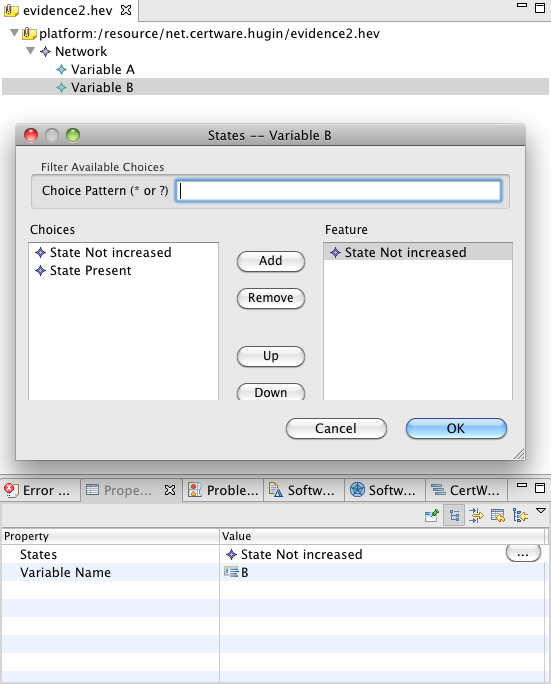 evidence2.hev
platform:/resource/net.certware.hugin/evidence2.hev
Network
Variable A
Variable B
States -- Variable B
Filter Available Choices
Choice Pattern (* or ?)
Choices
Feature
State Not increased
State Present
Add
Remove
Up
Down
State Not increased
Cancel
OK
Error ...
Prope...
Proble...
Softw...
Softw...
CertW...
Property
Value
States
State Not increased
...
Variable Name
B